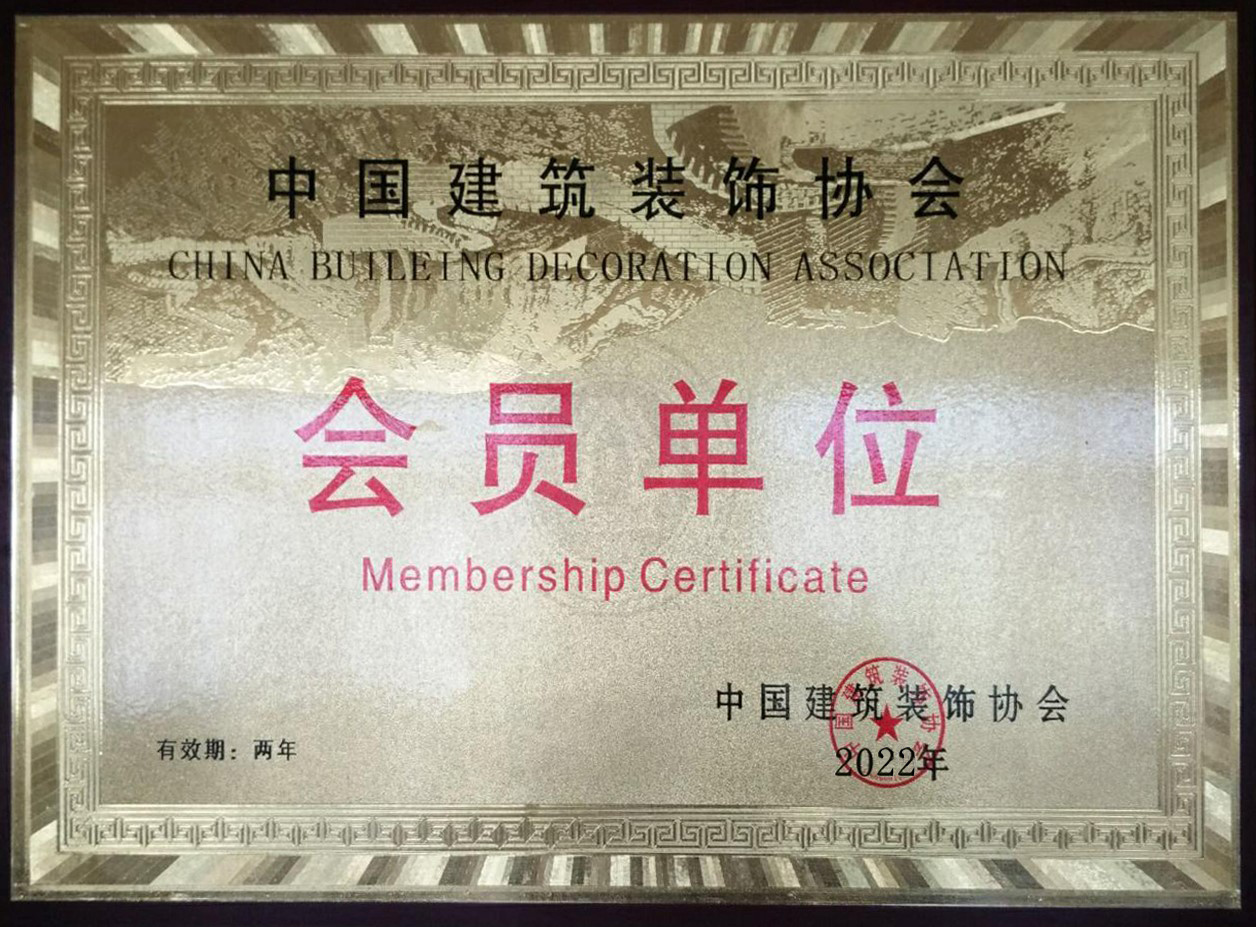 中国建筑装饰协会
CHINA BUILEING DECORATION ASSOCIATION
会员单位
Membership Certificate
中国建筑装饰协会
有效期：两年
2022年